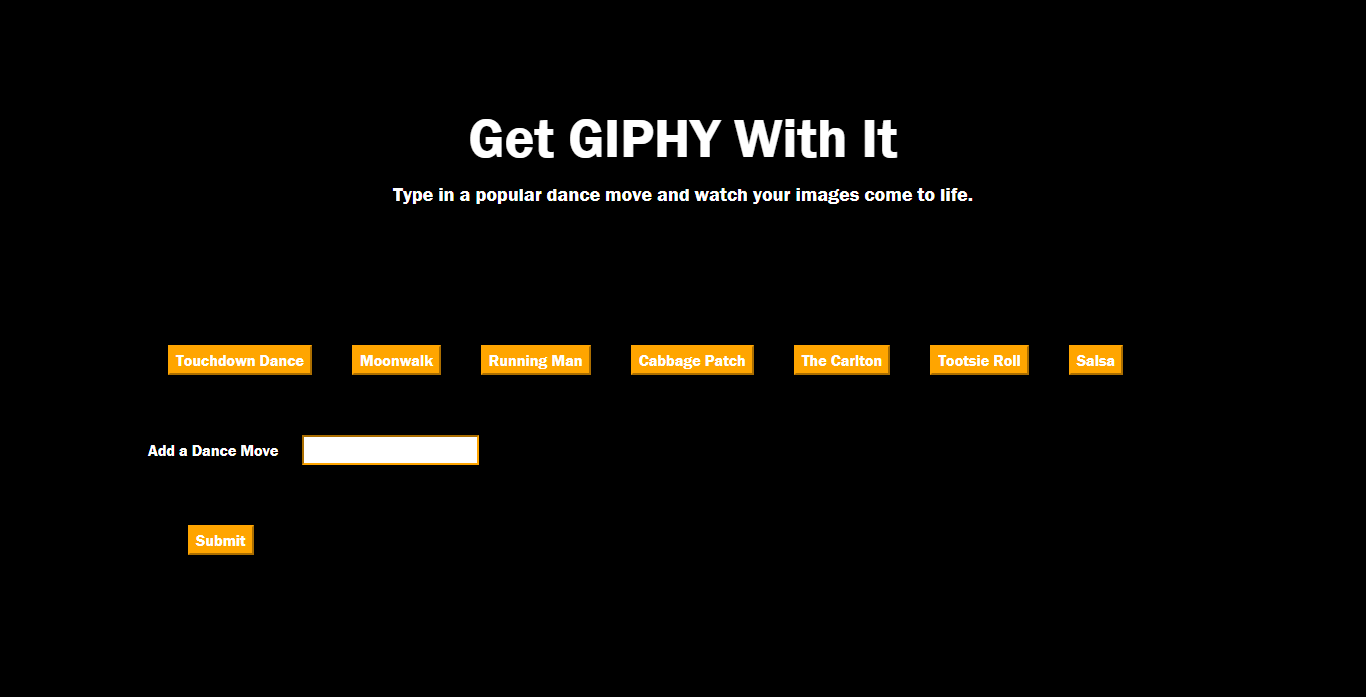 Get GIPHY With It
Type in a popular dance move and watch your images come to life.
Touchdown Dance Moonwalk Running Man Cabbage Patch The Carlton Tootsie Roll Salsa
Add a Dance Move
Submit